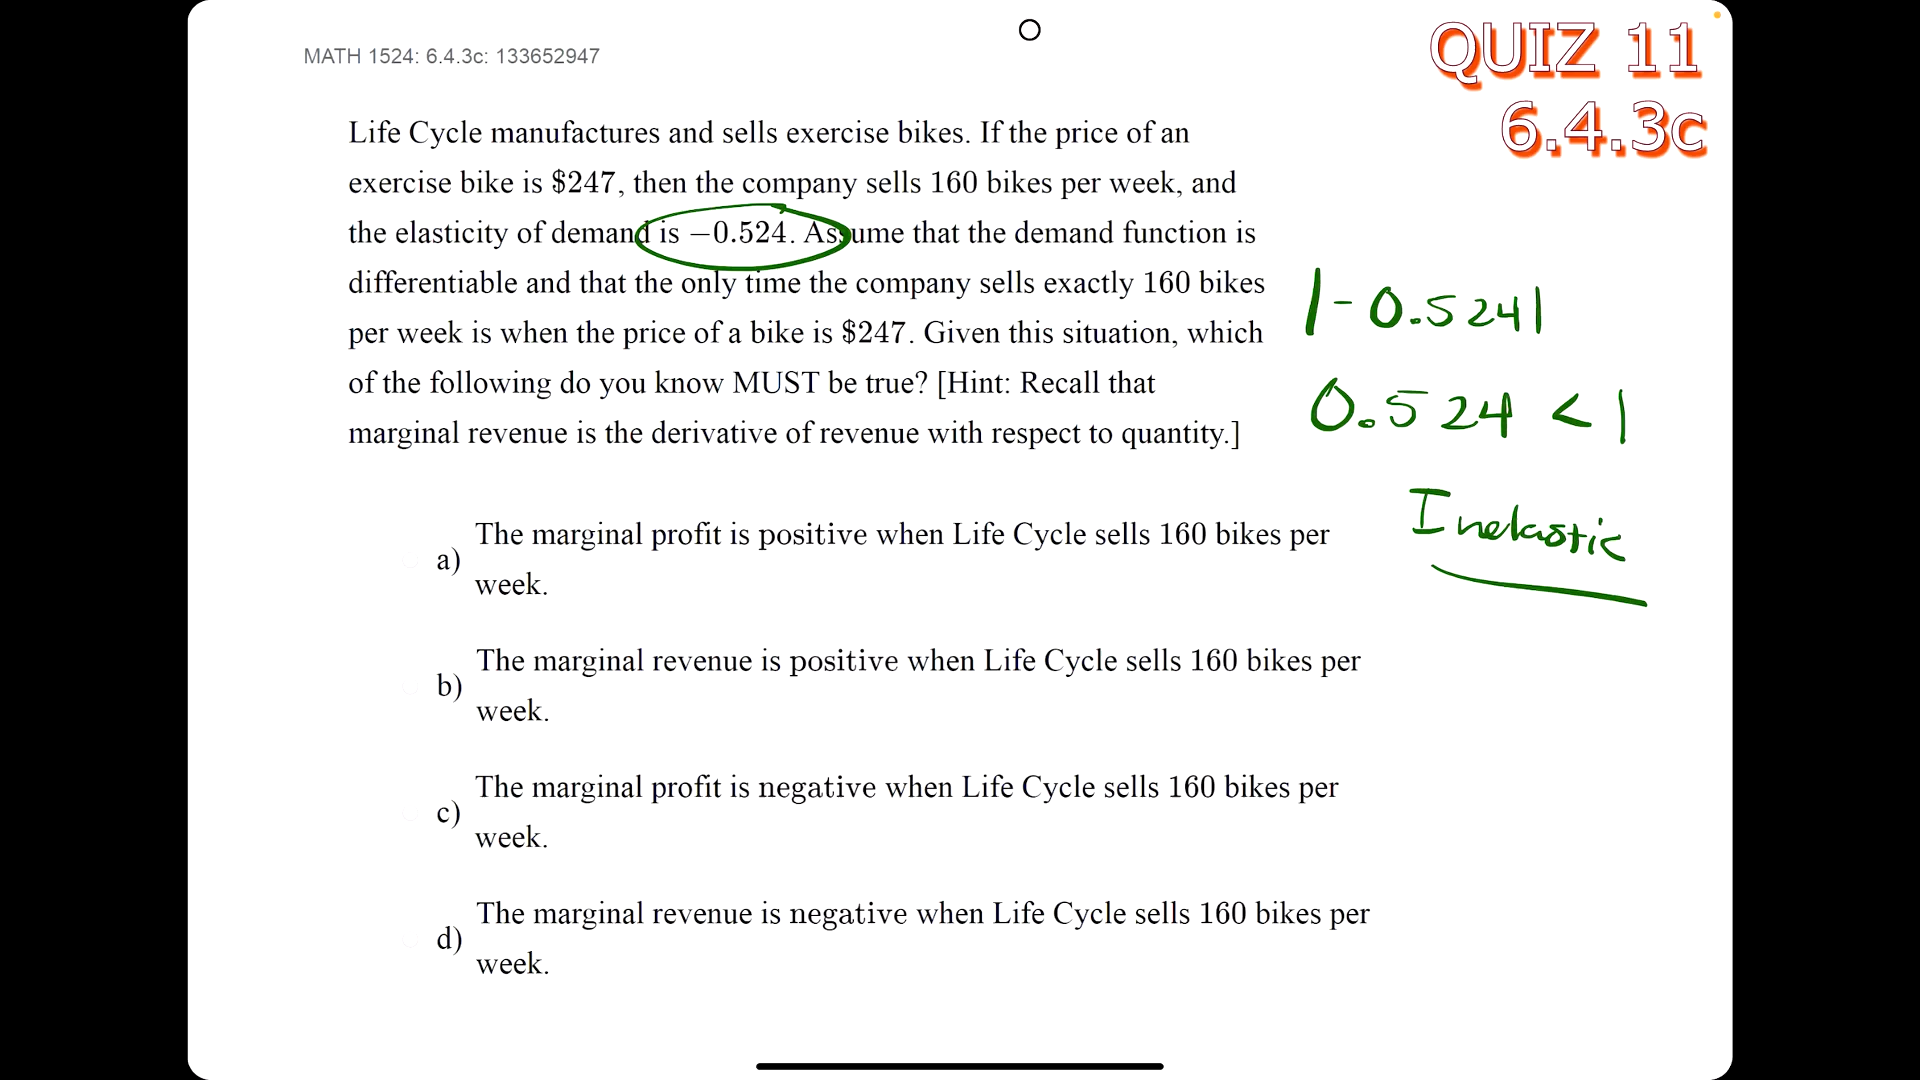 MATH 1524: 6.4.3c: 133652947
QUIZ 11
6.4.3c
Life Cycle manufactures and sells exercise bikes. If the price of an
exercise bike is $247, then the company sells 160 bikes per week, and
the elasticity of demand is −0.524. Assume that the demand function is
differentiable and that the only time the company sells exactly 160 bikes
per week is when the price of a bike is $247. Given this situation, which
of the following do you know MUST be true? [Hint: Recall that
marginal revenue is the derivative of revenue with respect to quantity.]
|-0.524|
0.524 < 1
Inelastic
a) The marginal profit is positive when Life Cycle sells 160 bikes per
week.
b) The marginal revenue is positive when Life Cycle sells 160 bikes per
week.
c) The marginal profit is negative when Life Cycle sells 160 bikes per
week.
d) The marginal revenue is negative when Life Cycle sells 160 bikes per
week.